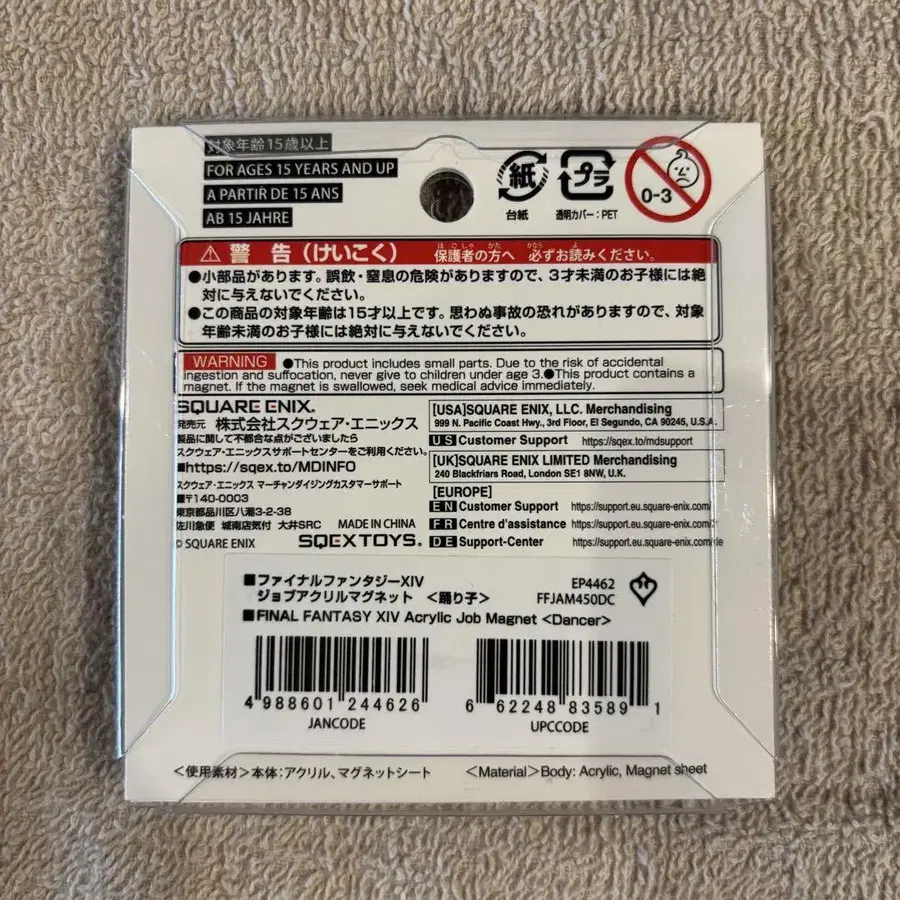 対象年齢15歳以上
FOR AGES 15 YEARS AND UP
A PARTIR DE 15 ANS
AB 15 JAHRE
紙
台紙
プラ
透明カバー：PET
0-3
警告（けいこく） 保護者の方へ 必ずお読みください。
●小部品があります。誤飲・窒息の危険がありますので、3才未満のお子様には絶
対に与えないでください。
●この商品の対象年齢は15才以上です。思わぬ事故の恐れがありますので、対象
年齢未満のお子様には絶対に与えないでください。
WARNING ●This product includes small parts. Due to the risk of accidental
ingestion and suffocation, never give to children under age 3.●This product contains a
magnet. If the magnet is swallowed, seek medical advice immediately.
SQUARE ENIX.
発売元 株式会社スクウェア・エニックス
製品に関して不都合な点がございましたら
スクウェア・エニックスサポートセンターをご利用ください。
■https://sqex.to/MDINFO
スクウェア・エニックス マーチャンダイジングカスタマーサポート
■〒140-0003
東京都品川区八潮3-2-38
佐川急便 城南店気付 大井SRC MADE IN CHINA
© SQUARE ENIX SQEXTOYS.
[USA]SQUARE ENIX, LLC. Merchandising
999 N. Pacific Coast Hwy., 3rd Floor, El Segundo, CA 90245, U.S.A.
US Customer Support https://sqex.to/mdsupport
[UK]SQUARE ENIX LIMITED Merchandising
240 Blackfriars Road, London SE1 8NW, U.K.
[EUROPE]
EN Customer Support https://support.eu.square-enix.com/
FR Centre d'assistance https://support.eu.square-enix.com/fr
DE Support-Center https://support.eu.square-enix.com/de
■ファイナルファンタジーXIV EP4462
ジョブアクリルマグネット ＜踊り子＞ FFJAM450DC
■FINAL FANTASY XIV Acrylic Job Magnet <Dancer>
4 988601 244626
JANCODE
6 62248 83589 1
UPCCODE
＜使用素材＞本体：アクリル、マグネットシート <Material>Body: Acrylic, Magnet sheet